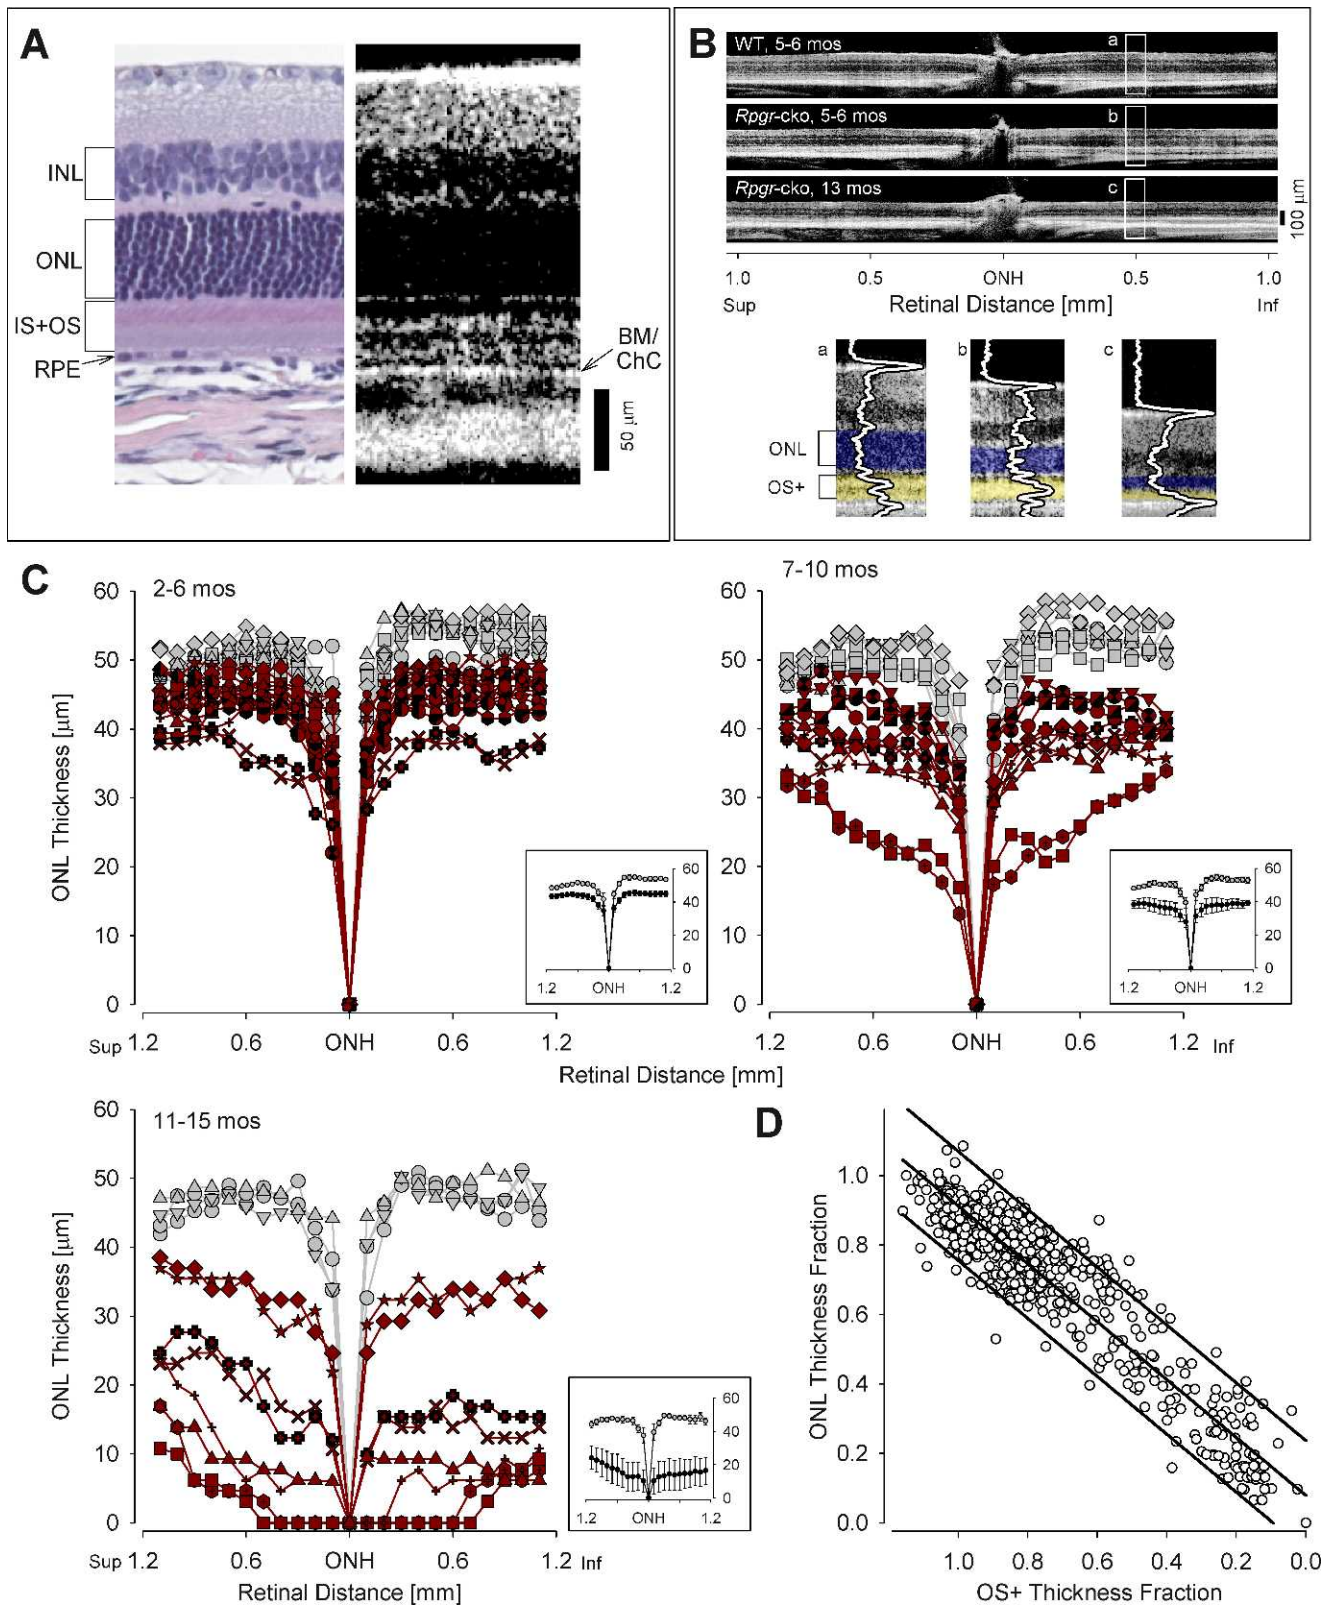 A
INL
ONL
IS+OS
RPE
BM/
ChC
50 µm
B
WT, 5-6 mos
a
Rpgr-cko, 5-6 mos
b
Rpgr-cko, 13 mos
c
100 µm
1.0 0.5 ONH 0.5 1.0
Sup Retinal Distance [mm] Inf
a b c
ONL
OS+
C
2-6 mos
ONL Thickness [µm]
60
50
40
30
20
10
0
60
40
20
0
1.2 ONH 1.2
Sup 1.2 0.6 ONH 0.6 1.2
7-10 mos
60
50
40
30
20
10
0
60
40
20
0
1.2 ONH 1.2
1.2 0.6 ONH 0.6 1.2 Inf
Retinal Distance [mm]
11-15 mos
ONL Thickness [µm]
60
50
40
30
20
10
0
60
40
20
0
1.2 ONH 1.2
Sup 1.2 0.6 ONH 0.6 1.2 Inf
Retinal Distance [mm]
D
ONL Thickness Fraction
1.0
0.8
0.6
0.4
0.2
0.0
1.0 0.8 0.6 0.4 0.2 0.0
OS+ Thickness Fraction